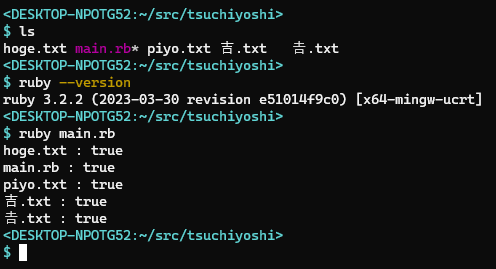 <DESKTOP-NPOTG52:~/src/tsuchiyoshi>
$ ls
hoge.txt main.rb* piyo.txt 吉.txt 𠮷.txt
<DESKTOP-NPOTG52:~/src/tsuchiyoshi>
$ ruby --version
ruby 3.2.2 (2023-03-30 revision e51014f9c0) [x64-mingw-ucrt]
<DESKTOP-NPOTG52:~/src/tsuchiyoshi>
$ ruby main.rb
hoge.txt : true
main.rb : true
piyo.txt : true
吉.txt : true
𠮷.txt : true
<DESKTOP-NPOTG52:~/src/tsuchiyoshi>
$